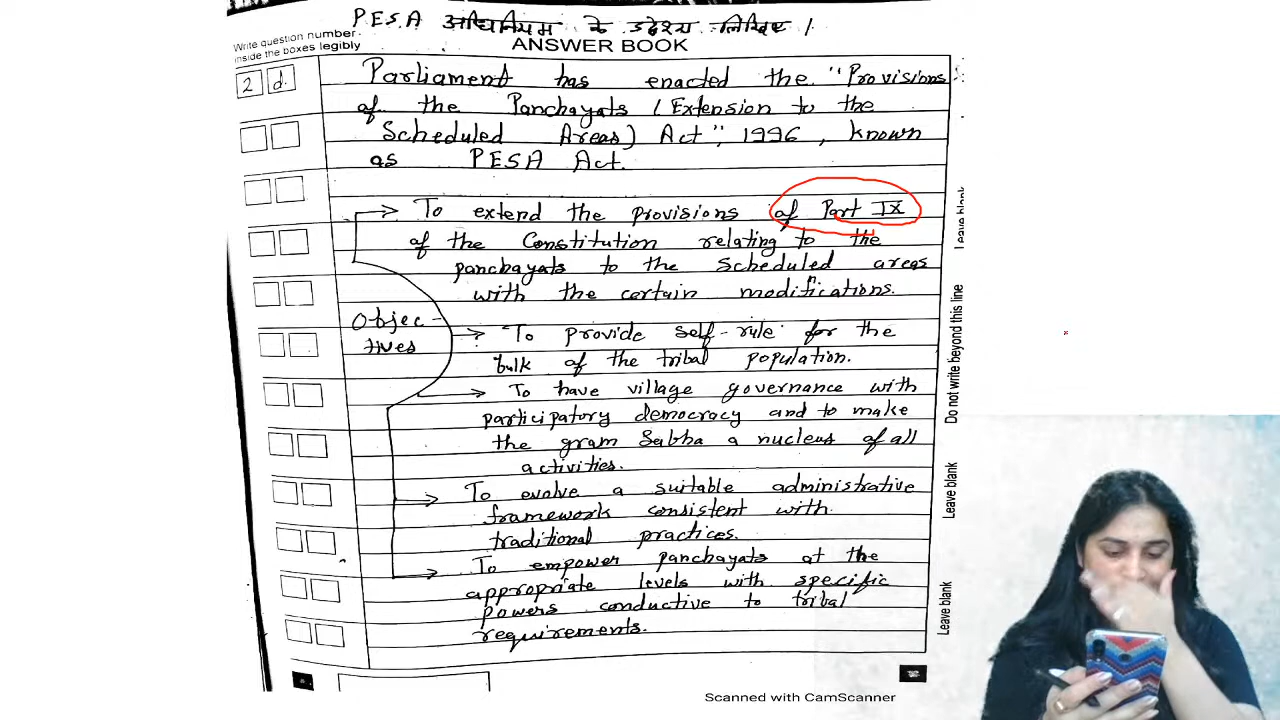 P.E.S.A अधिनियम के उद्देश्य लिखिए ।
Write question number
inside the boxes legibly
ANSWER BOOK
2 d.
Parliament has enacted the "Provisions
of the Panchayats (Extension to the
Scheduled Areas) Act", 1996, known
as PESA Act.
To extend the provisions of Part IX
of the Constitution relating to the
panchayats to the scheduled areas
with the certain modifications.
Objec-
tives
To provide self-rule for the
bulk of the tribal population.
To have village governance with
participatory democracy and to make
the gram Sabha a nucleus of all
activities.
To evolve a suitable administrative
framework consistent with
traditional practices.
To empower panchayats at the
appropriate levels with specific
powers conductive to tribal
requirements.
Leave blank
Do not write beyond this line
Leave blank
Leave blank
Scanned with CamScanner